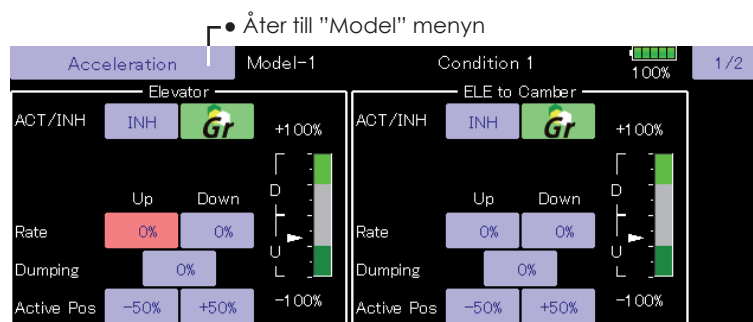 ● Åter till ”Model” menyn
Acceleration Model-1 Condition 1 100% 1/2
Elevator
ACT/INH INH Gr +100%
D
Up Down
Rate 0% 0%
U
Dumping 0%
Active Pos -50% +50% -100%
ELE to Camber
ACT/INH INH Gr +100%
D
Up Down
Rate 0% 0%
U
Dumping 0%
Active Pos -50% +50% -100%